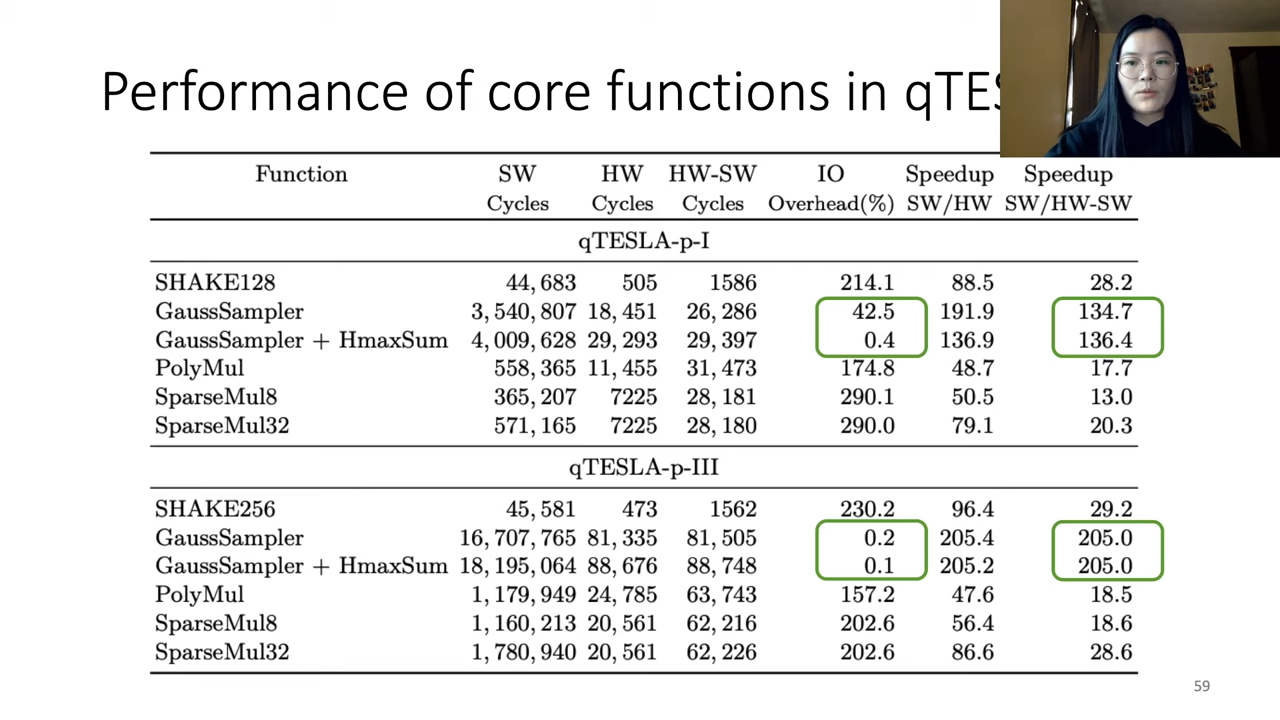 Performance of core functions in qTES
Function SW HW HW-SW IO Speedup Speedup
Cycles Cycles Cycles Overhead(%) SW/HW SW/HW-SW
qTESLA-p-I
SHAKE128 44,683 505 1586 214.1 88.5 28.2
GaussSampler 3,540,807 18,451 26,286 42.5 191.9 134.7
GaussSampler + HmaxSum 4,009,628 29,293 29,397 0.4 136.9 136.4
PolyMul 558,365 11,455 31,473 174.8 48.7 17.7
SparseMul8 365,207 7225 28,181 290.1 50.5 13.0
SparseMul32 571,165 7225 28,180 290.0 79.1 20.3
qTESLA-p-III
SHAKE256 45,581 473 1562 230.2 96.4 29.2
GaussSampler 16,707,765 81,335 81,505 0.2 205.4 205.0
GaussSampler + HmaxSum 18,195,064 88,676 88,748 0.1 205.2 205.0
PolyMul 1,179,949 24,785 63,743 157.2 47.6 18.5
SparseMul8 1,160,213 20,561 62,216 202.6 56.4 18.6
SparseMul32 1,780,940 20,561 62,226 202.6 86.6 28.6
59